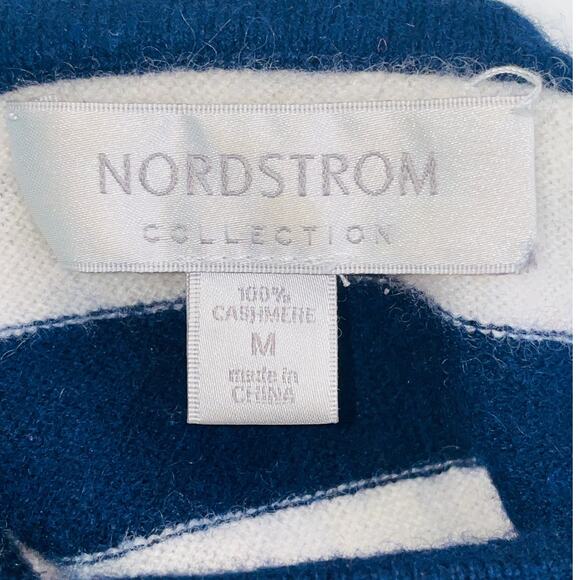 NORDSTROM
COLLECTION
100%
CASHMERE
M
made in
CHINA